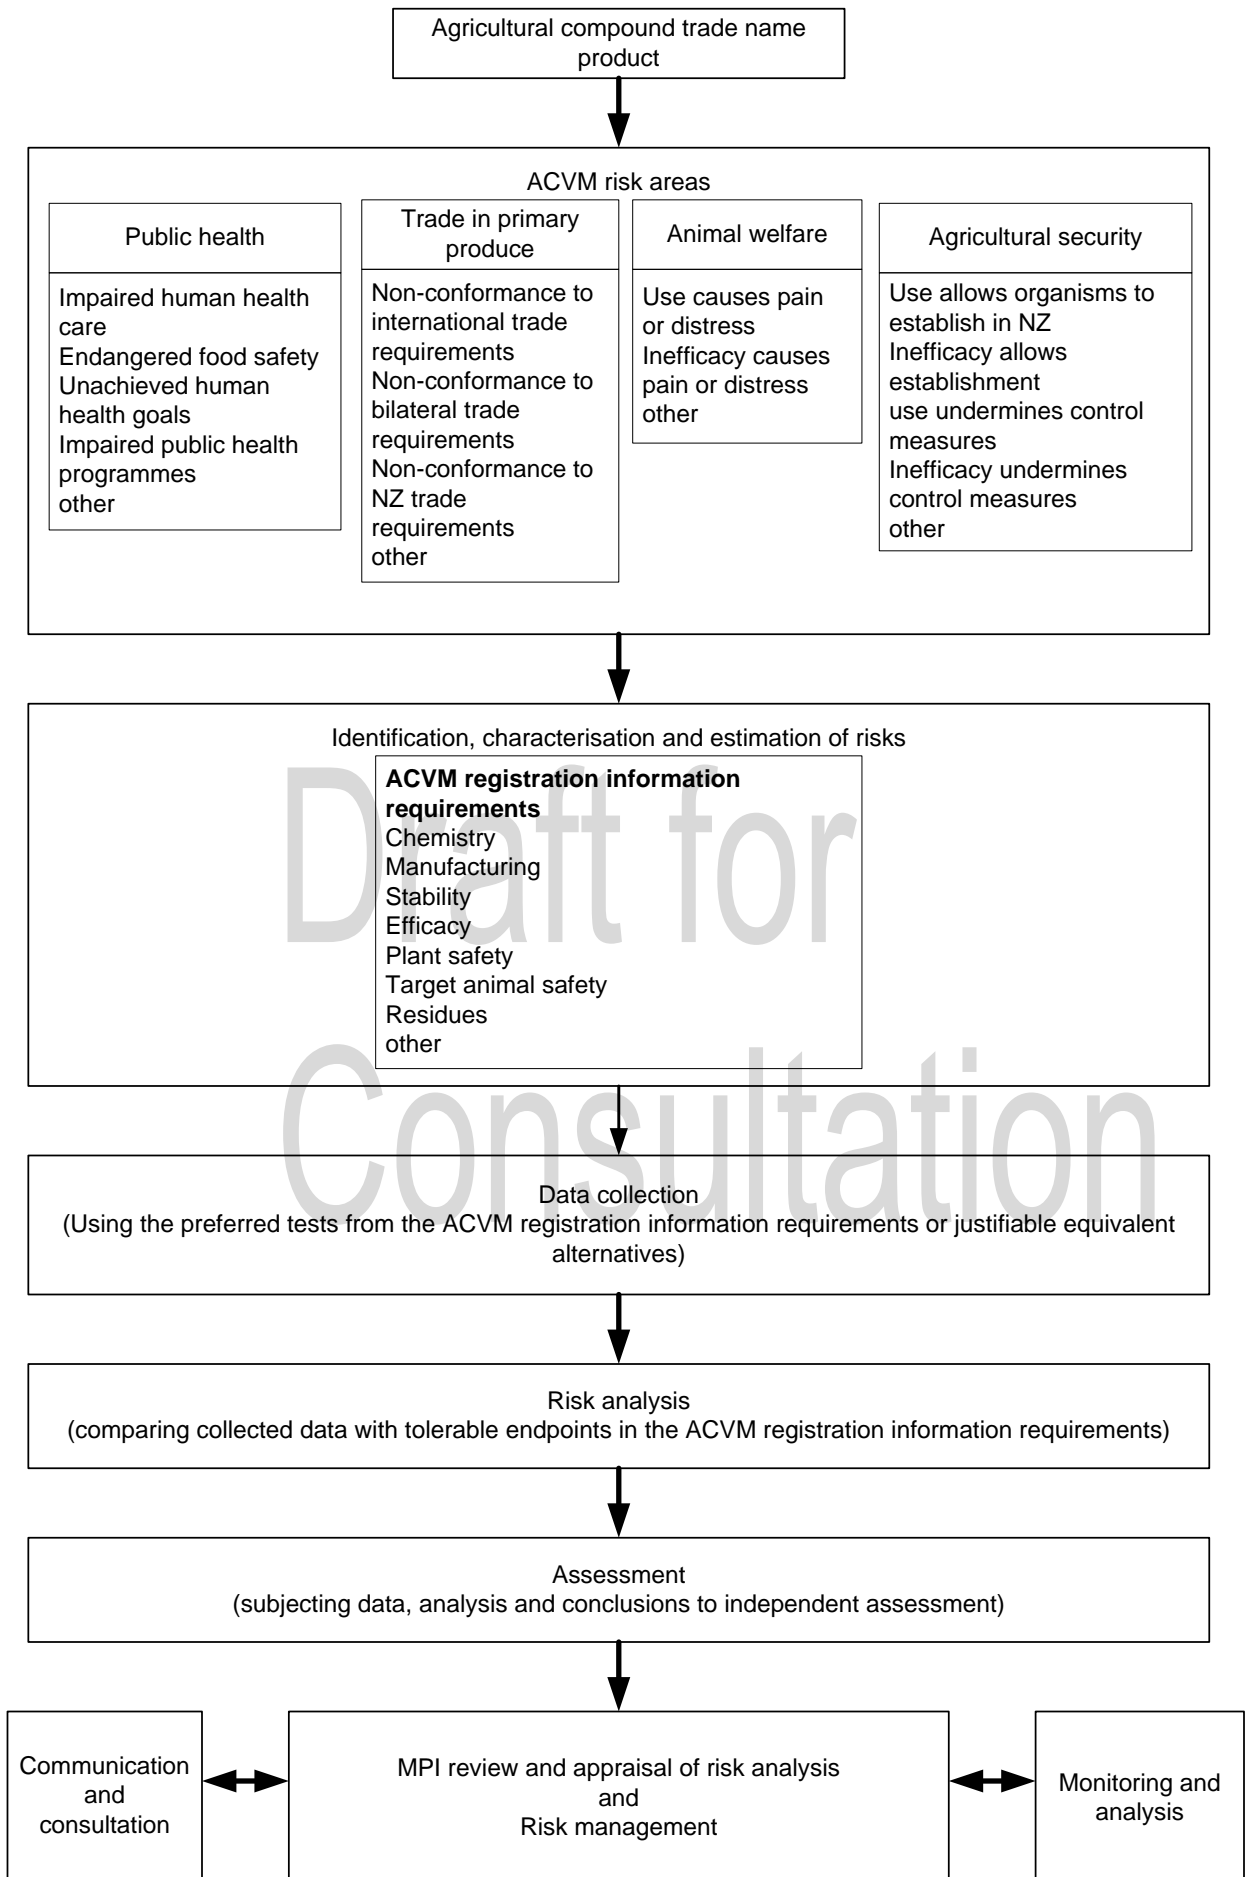 Agricultural compound trade name
product
ACVM risk areas
Public health
Impaired human health
care
Endangered food safety
Unachieved human
health goals
Impaired public health
programmes
other
Trade in primary
produce
Non-conformance to
international trade
requirements
Non-conformance to
bilateral trade
requirements
Non-conformance to
NZ trade
requirements
other
Animal welfare
Use causes pain
or distress
Inefficacy causes
pain or distress
other
Agricultural security
Use allows organisms to
establish in NZ
Inefficacy allows
establishment
use undermines control
measures
Inefficacy undermines
control measures
other
Identification, characterisation and estimation of risks
ACVM registration information
requirements
Chemistry
Manufacturing
Stability
Efficacy
Plant safety
Target animal safety
Residues
other
Draft for
Consultation
Data collection
(Using the preferred tests from the ACVM registration information requirements or justifiable equivalent
alternatives)
Risk analysis
(comparing collected data with tolerable endpoints in the ACVM registration information requirements)
Assessment
(subjecting data, analysis and conclusions to independent assessment)
Communication
and
consultation
MPI review and appraisal of risk analysis
and
Risk management
Monitoring and
analysis